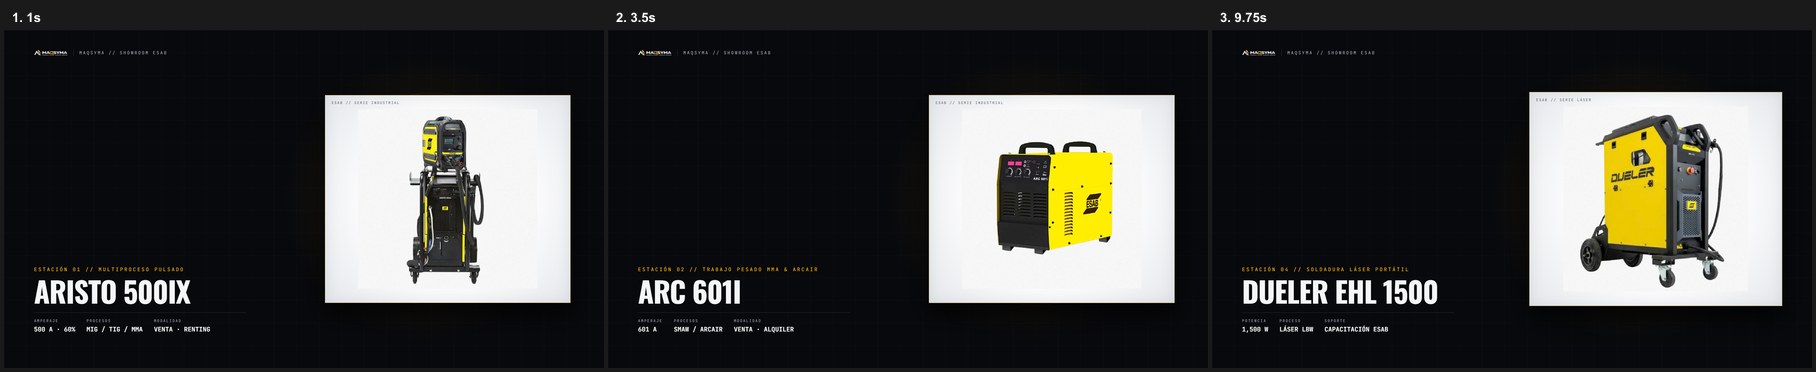 1. 1s
MAQSYMA
MAQSYMA // SHOWROOM ESAB
ESAB // SERIE INDUSTRIAL
ESTACIÓN 01 // MULTIPROCESO PULSADO
ARISTO 500IX
AMPERAJE PROCESOS MODALIDAD
500 A · 60% MIG / TIG / MMA VENTA · RENTING
2. 3.5s
MAQSYMA
MAQSYMA // SHOWROOM ESAB
ESAB // SERIE INDUSTRIAL
ARC 601i
ESAB
ESTACIÓN 02 // TRABAJO PESADO MMA & ARCAIR
ARC 601I
AMPERAJE PROCESOS MODALIDAD
601 A SMAW / ARCAIR VENTA · ALQUILER
3. 9.75s
MAQSYMA
MAQSYMA // SHOWROOM ESAB
ESAB // SERIE LÁSER
DUELER
ESTACIÓN 04 // SOLDADURA LÁSER PORTÁTIL
DUELER EHL 1500
POTENCIA PROCESO SOPORTE
1,500 W LÁSER LBW CAPACITACIÓN ESAB